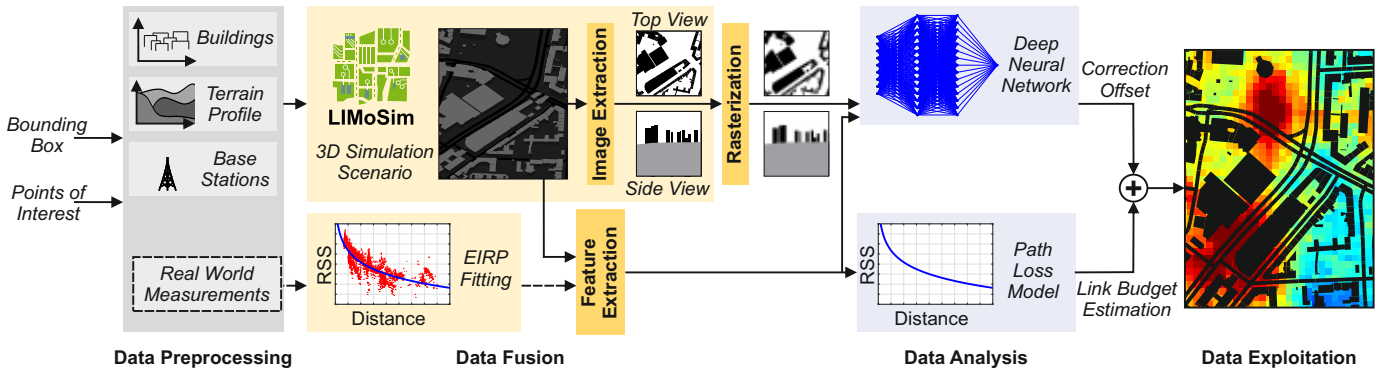 Bounding
Box
Points of
Interest
Buildings
Terrain
Profile
Base
Stations
Real World
Measurements
Data Preprocessing
LIMoSim
3D Simulation
Scenario
Image Extraction
Top View
Side View
Rasterization
RSS
Distance
EIRP
Fitting
Feature
Extraction
Data Fusion
Deep
Neural
Network
RSS
Distance
Path
Loss
Model
Data Analysis
Correction
Offset
Link Budget
Estimation
Data Exploitation